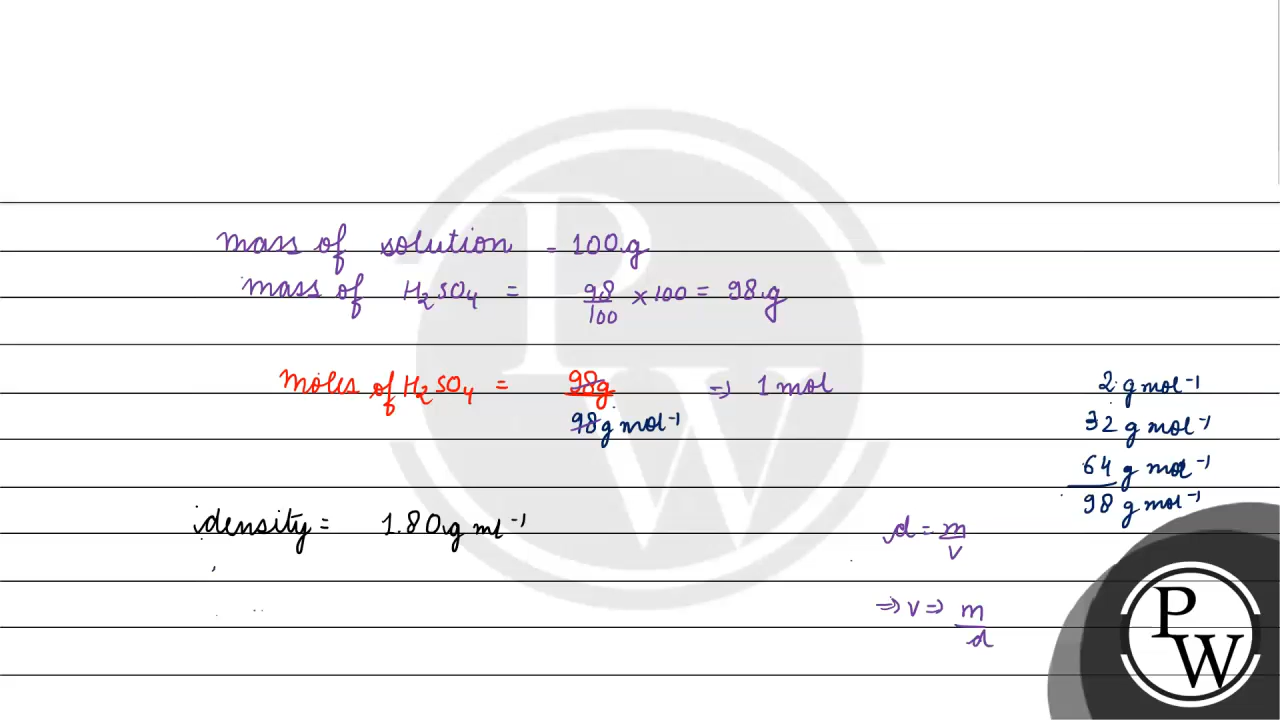 mass of solution = 100 g
mass of H₂SO₄ = 98/100 × 100 = 98 g
Moles of H₂SO₄ = 98g/98g mol⁻¹ ⇒ 1 mol
2 g mol⁻¹
32 g mol⁻¹
64 g mol⁻¹
98 g mol⁻¹
density = 1.80 g ml⁻¹
d = m/v
⇒ v ⇒ m/d
P
W
P
W